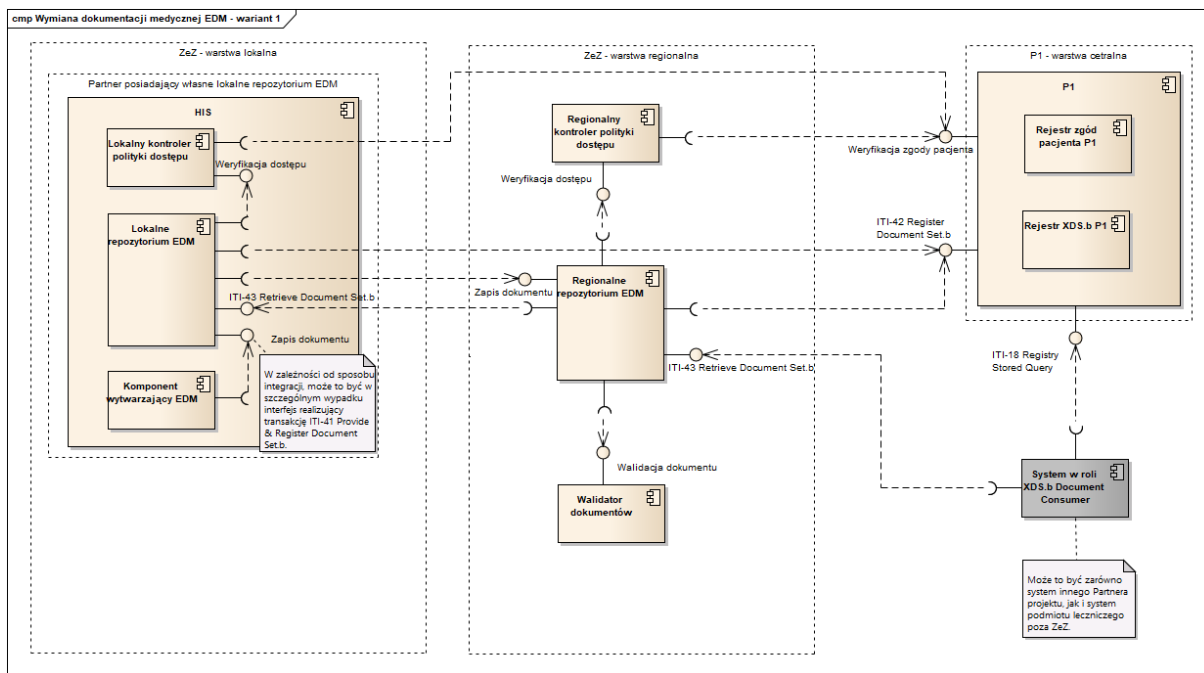 cmp Wymiana dokumentacji medycznej EDM - wariant 1
ZeZ - warstwa lokalna
Partner posiadający własne lokalne repozytorium EDM
HIS
Lokalny kontroler
polityki dostępu
Weryfikacja dostępu
Lokalne
repozytorium EDM
ITI-43 Retrieve Document Set.b
Zapis dokumentu
Komponent
wytwarzający EDM
W zależności od sposobu
integracji, może to być w
szczególnym wypadku
interfejs realizujący
transakcję ITI-41 Provide
& Register Document
Set.b.
ZeZ - warstwa regionalna
Regionalny
kontroler polityki
dostępu
Weryfikacja dostępu
Zapis dokumentu
Regionalne
repozytorium EDM
ITI-43 Retrieve Document Set.b
Walidacja dokumentu
Walidator
dokumentów
P1 - warstwa cetralna
P1
Rejestr zgód
pacjenta P1
Weryfikacja zgody pacjenta
ITI-42 Register
Document Set.b
Rejestr XDS.b P1
ITI-18 Registry
Stored Query
System w roli
XDS.b Document
Consumer
Może to być zarówno
system innego Partnera
projektu, jak i system
podmiotu leczniczego
poza ZeZ.